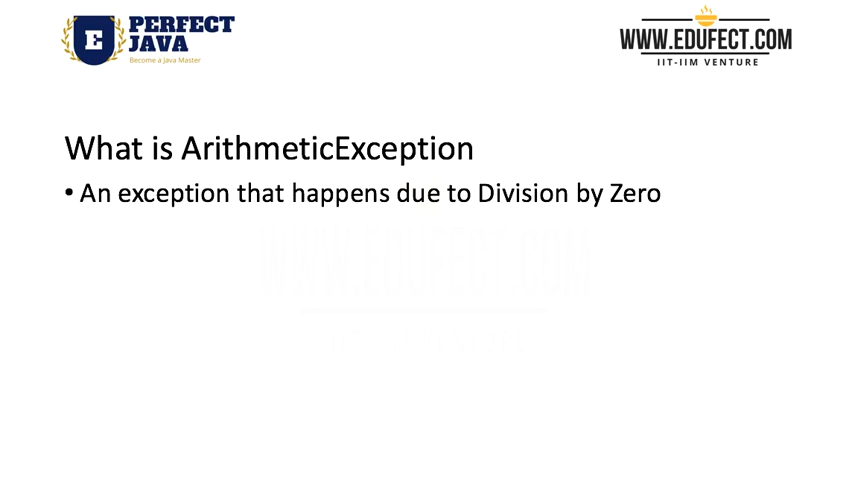 E
PERFECT
JAVA
Become a Java Master
WWW.EDUFECT.COM
IIT-IIM VENTURE
What is ArithmeticException
• An exception that happens due to Division by Zero
WWW.EDUFECT.COM